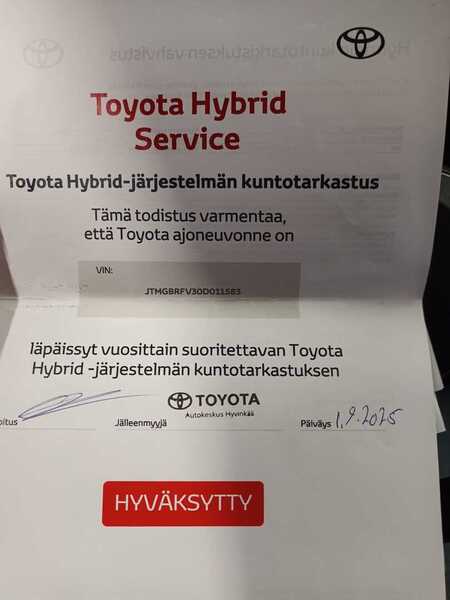 Toyota Hybrid
Service
Toyota Hybrid-järjestelmän kuntotarkastus
Tämä todistus varmentaa,
että Toyota ajoneuvonne on
VIN:
JTMGBRFV30D011583
läpäissyt vuosittain suoritettavan Toyota
Hybrid -järjestelmän kuntotarkastuksen
TOYOTA
Autokeskus Hyvinkää
oitus Jälleenmyyjä Päiväys 1.9.2025
HYVÄKSYTTY